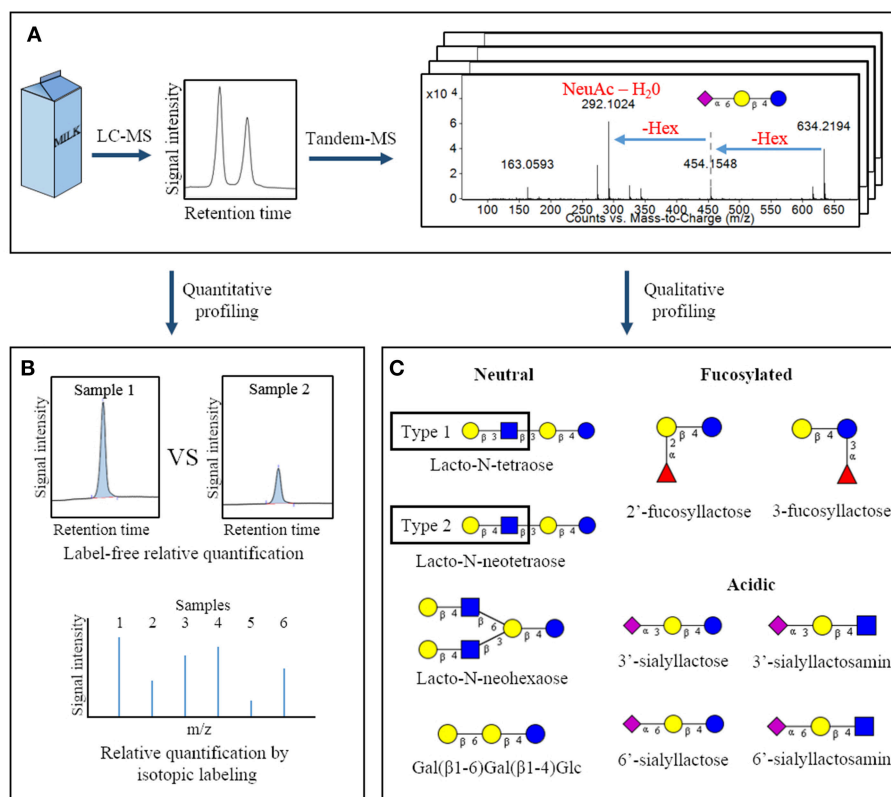 A
MILK
LC-MS
Signal intensity
Retention time
Tandem-MS
x10 4
6
4
2
0
NeuAc – H20
292.1024
-Hex
-Hex
634.2194
163.0593
454.1548
α 6 β 4
100 150 200 250 300 350 400 450 500 550 600 650
Counts vs. Mass-to-Charge (m/z)
Quantitative
profiling
Qualitative
profiling
B
Sample 1
Signal intensity
Retention time
VS
Sample 2
Signal intensity
Retention time
Label-free relative quantification
Samples
1 2 3 4 5 6
Signal intensity
m/z
Relative quantification by
isotopic labeling
C
Neutral
Type 1
β 3 β 3 β 4
Lacto-N-tetraose
Type 2
β 4 β 3 β 4
Lacto-N-neotetraose
β 4
β 6
β 4
β 4
β 3
Lacto-N-neohexaose
β 6 β 4
Gal(β1-6)Gal(β1-4)Glc
Fucosylated
β 4
2
α
2’-fucosyllactose
β 4
3
α
3-fucosyllactose
Acidic
α 3 β 4
3’-sialyllactose
α 3 β 4
3’-sialyllactosamin
α 6 β 4
6’-sialyllactose
α 6 β 4
6’-sialyllactosamin